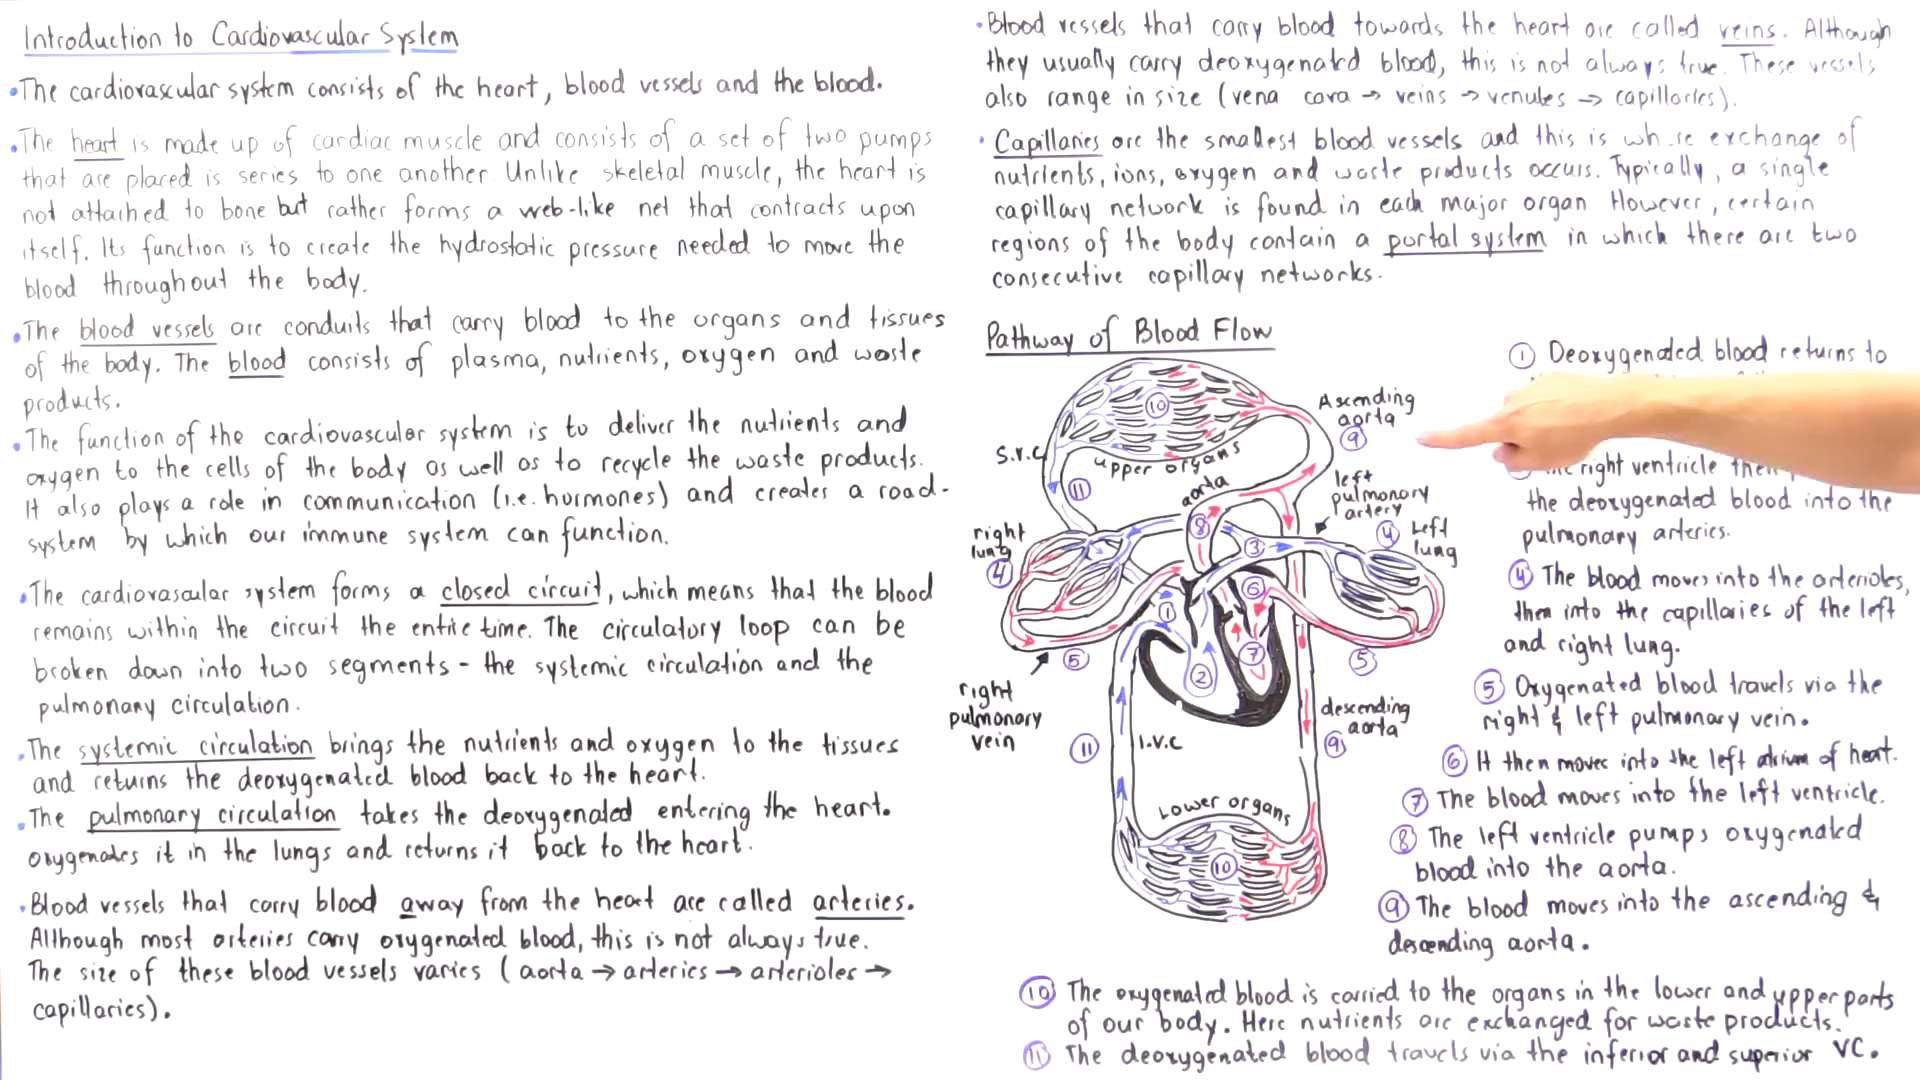 Introduction to Cardiovascular System
•The cardiovascular system consists of the heart, blood vessels and the blood.
•The heart is made up of cardiac muscle and consists of a set of two pumps
that are placed is series to one another. Unlike skeletal muscle, the heart is
not attached to bone but rather forms a web-like net that contracts upon
itself. Its function is to create the hydrostatic pressure needed to move the
blood throughout the body.
•The blood vessels are conduits that carry blood to the organs and tissues
of the body. The blood consists of plasma, nutrients, oxygen and waste
products.
•The function of the cardiovascular system is to deliver the nutrients and
oxygen to the cells of the body as well as to recycle the waste products.
It also plays a role in communication (i.e. hormones) and creates a road-
system by which our immune system can function.
•The cardiovascular system forms a closed circuit, which means that the blood
remains within the circuit the entire time. The circulatory loop can be
broken down into two segments - the systemic circulation and the
pulmonary circulation.
•The systemic circulation brings the nutrients and oxygen to the tissues
and returns the deoxygenated blood back to the heart.
•The pulmonary circulation takes the deoxygenated entering the heart.
oxygenates it in the lungs and returns it back to the heart.
•Blood vessels that carry blood away from the heart are called arteries.
Although most arteries carry oxygenated blood, this is not always true.
The size of these blood vessels varies (aorta → arteries → arterioles →
capillaries).
•Blood vessels that carry blood towards the heart are called veins. Although
they usually carry deoxygenated blood, this is not always true. These vessels
also range in size (vena cava → veins → venules → capillaries).
•Capillaries are the smallest blood vessels and this is where exchange of
nutrients, ions, oxygen and waste products occurs. Typically, a single
capillary network is found in each major organ However, certain
regions of the body contain a portal system in which there are two
consecutive capillary networks.
Pathway of Blood Flow
10
Ascending
aorta
9
S.V.C
upper organs
11
aorta
left
pulmonary
artery
right
lung
4
8
3
4
Left
lung
1
6
5
2
7
5
right
pulmonary
vein
11
I.V.C
descending
aorta
9
Lower organs
10
① Deoxygenated blood returns to
right ventricle then
the deoxygenated blood into the
pulmonary arteries.
④ The blood moves into the arterioles,
then into the capillaries of the left
and right lung.
⑤ Oxygenated blood travels via the
right & left pulmonary vein.
⑥ It then moves into the left atrium of heart.
⑦ The blood moves into the left ventricle.
⑧ The left ventricle pumps oxygenated
blood into the aorta.
⑨ The blood moves into the ascending &
descending aorta.
⑩ The oxygenated blood is carried to the organs in the lower and upper parts
of our body. Here nutrients are exchanged for waste products.
⑪ The deoxygenated blood travels via the inferior and superior VC.